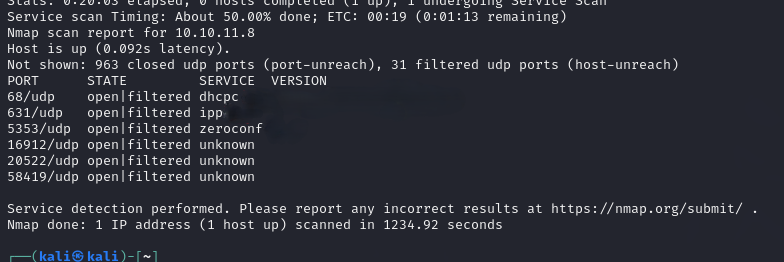 Stats: 0:20:03 elapsed; 0 hosts completed (1 up), 1 undergoing Service Scan
Service scan Timing: About 50.00% done; ETC: 00:19 (0:01:13 remaining)
Nmap scan report for 10.10.11.8
Host is up (0.092s latency).
Not shown: 963 closed udp ports (port-unreach), 31 filtered udp ports (host-unreach)
PORT      STATE         SERVICE  VERSION
68/udp    open|filtered dhcpc
631/udp   open|filtered ipp
5353/udp  open|filtered zeroconf
16912/udp open|filtered unknown
20522/udp open|filtered unknown
58419/udp open|filtered unknown
Service detection performed. Please report any incorrect results at https://nmap.org/submit/ .
Nmap done: 1 IP address (1 host up) scanned in 1234.92 seconds
┌──(kali㉿kali)-[~]